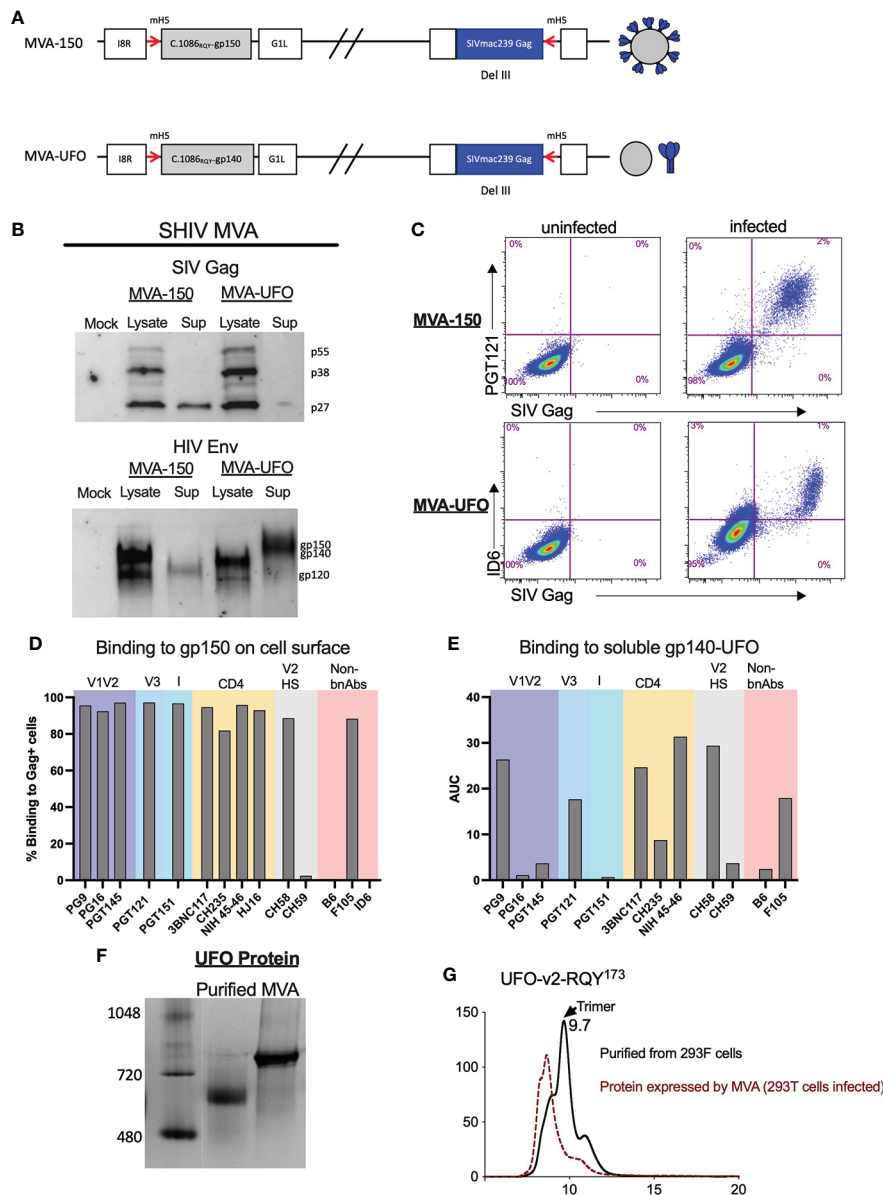 A
MVA-150
I8R
mH5
C.1086RQY-gp150
G1L
SIVmac239 Gag
mH5
Del III
MVA-UFO
I8R
mH5
C.1086RQY-gp140
G1L
SIVmac239 Gag
mH5
Del III
B
SHIV MVA
SIV Gag
MVA-150 MVA-UFO
Mock Lysate Sup Lysate Sup
p55
p38
p27
HIV Env
MVA-150 MVA-UFO
Mock Lysate Sup Lysate Sup
gp150
gp140
gp120
C
uninfected infected
MVA-150
PGT121
0% 0%
100% 0%
0% 2%
98% 0%
SIV Gag SIV Gag
MVA-UFO
ID6
0% 0%
100% 0%
3% 1%
95% 0%
SIV Gag SIV Gag
D
Binding to gp150 on cell surface
V1V2 V3 I CD4 V2 HS Non-bnAbs
% Binding to Gag+ cells
100
80
60
40
20
0
PG9 PG16 PGT145 PGT121 PGT151 3BNC117 CH235 NIH 45-46 HJ16 CH58 CH59 B6 F105 ID6
E
Binding to soluble gp140-UFO
V1V2 V3 I CD4 V2 HS Non-bnAbs
AUC
40
30
20
10
0
PG9 PG16 PGT145 PGT121 PGT151 3BNC117 CH235 NIH 45-46 CH58 CH59 B6 F105
F
UFO Protein
Purified MVA
1048
720
480
G
UFO-v2-RQY173
Trimer
9.7
Purified from 293F cells
Protein expressed by MVA (293T cells infected)
150
100
50
0
10 15 20